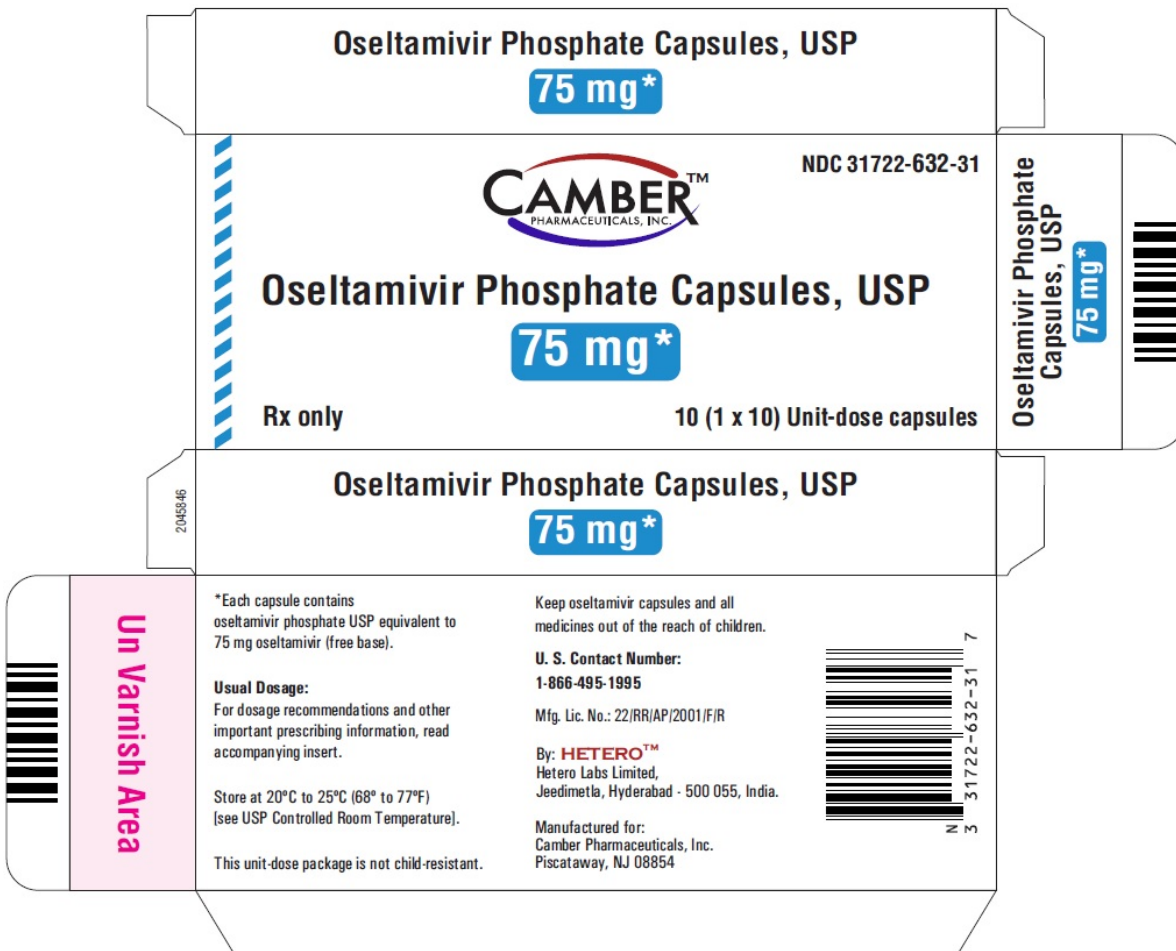 Oseltamivir Phosphate Capsules, USP
75 mg*
CAMBER™
PHARMACEUTICALS, INC.
NDC 31722-632-31
Oseltamivir Phosphate Capsules, USP
75 mg*
Rx only
10 (1 x 10) Unit-dose capsules
Oseltamivir Phosphate
Capsules, USP
75 mg*
2045846
Oseltamivir Phosphate Capsules, USP
75 mg*
Un Varnish Area
*Each capsule contains
oseltamivir phosphate USP equivalent to
75 mg oseltamivir (free base).
Usual Dosage:
For dosage recommendations and other
important prescribing information, read
accompanying insert.
Store at 20°C to 25°C (68° to 77°F)
[see USP Controlled Room Temperature].
This unit-dose package is not child-resistant.
Keep oseltamivir capsules and all
medicines out of the reach of children.
U. S. Contact Number:
1-866-495-1995
Mfg. Lic. No.: 22/RR/AP/2001/F/R
By: HETERO™
Hetero Labs Limited,
Jeedimetla, Hyderabad - 500 055, India.
Manufactured for:
Camber Pharmaceuticals, Inc.
Piscataway, NJ 08854
N
3 31722-632-31 7